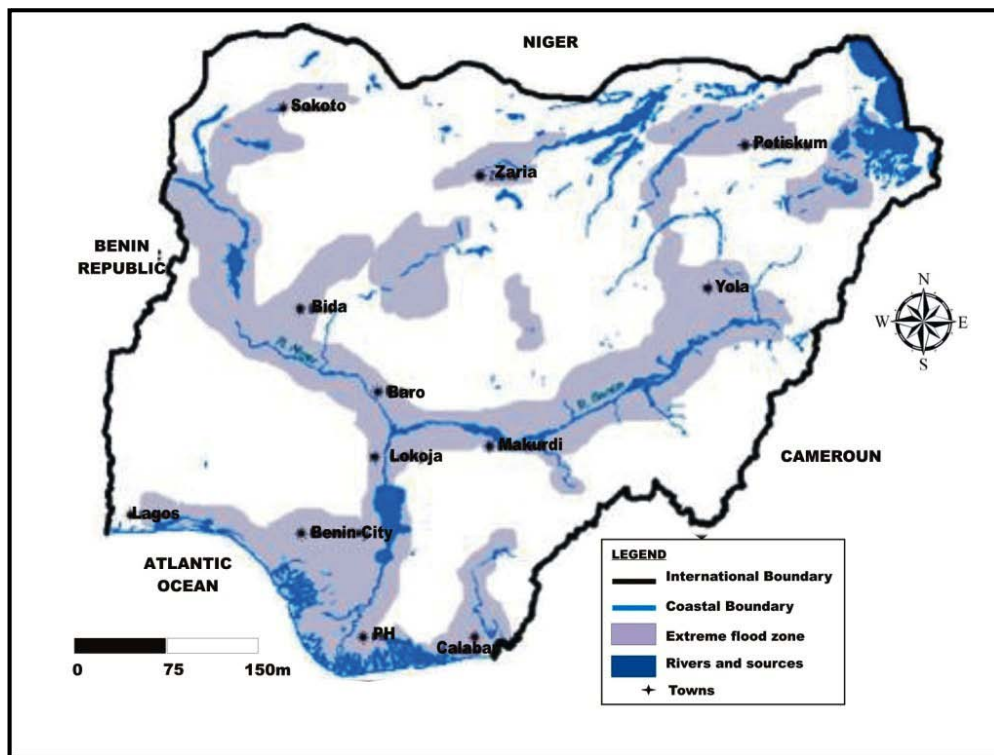 NIGER
Sokoto
Potiskum
Zaria
BENIN
REPUBLIC
Yola
Bida
N
W
E
S
R. Niger
Baro
R. Benue
Makurdi
Lokoja
CAMEROUN
Lagos
Benin City
ATLANTIC
OCEAN
PH
Calabar
LEGEND
International Boundary
Coastal Boundary
Extreme flood zone
Rivers and sources
Towns
0
75
150m